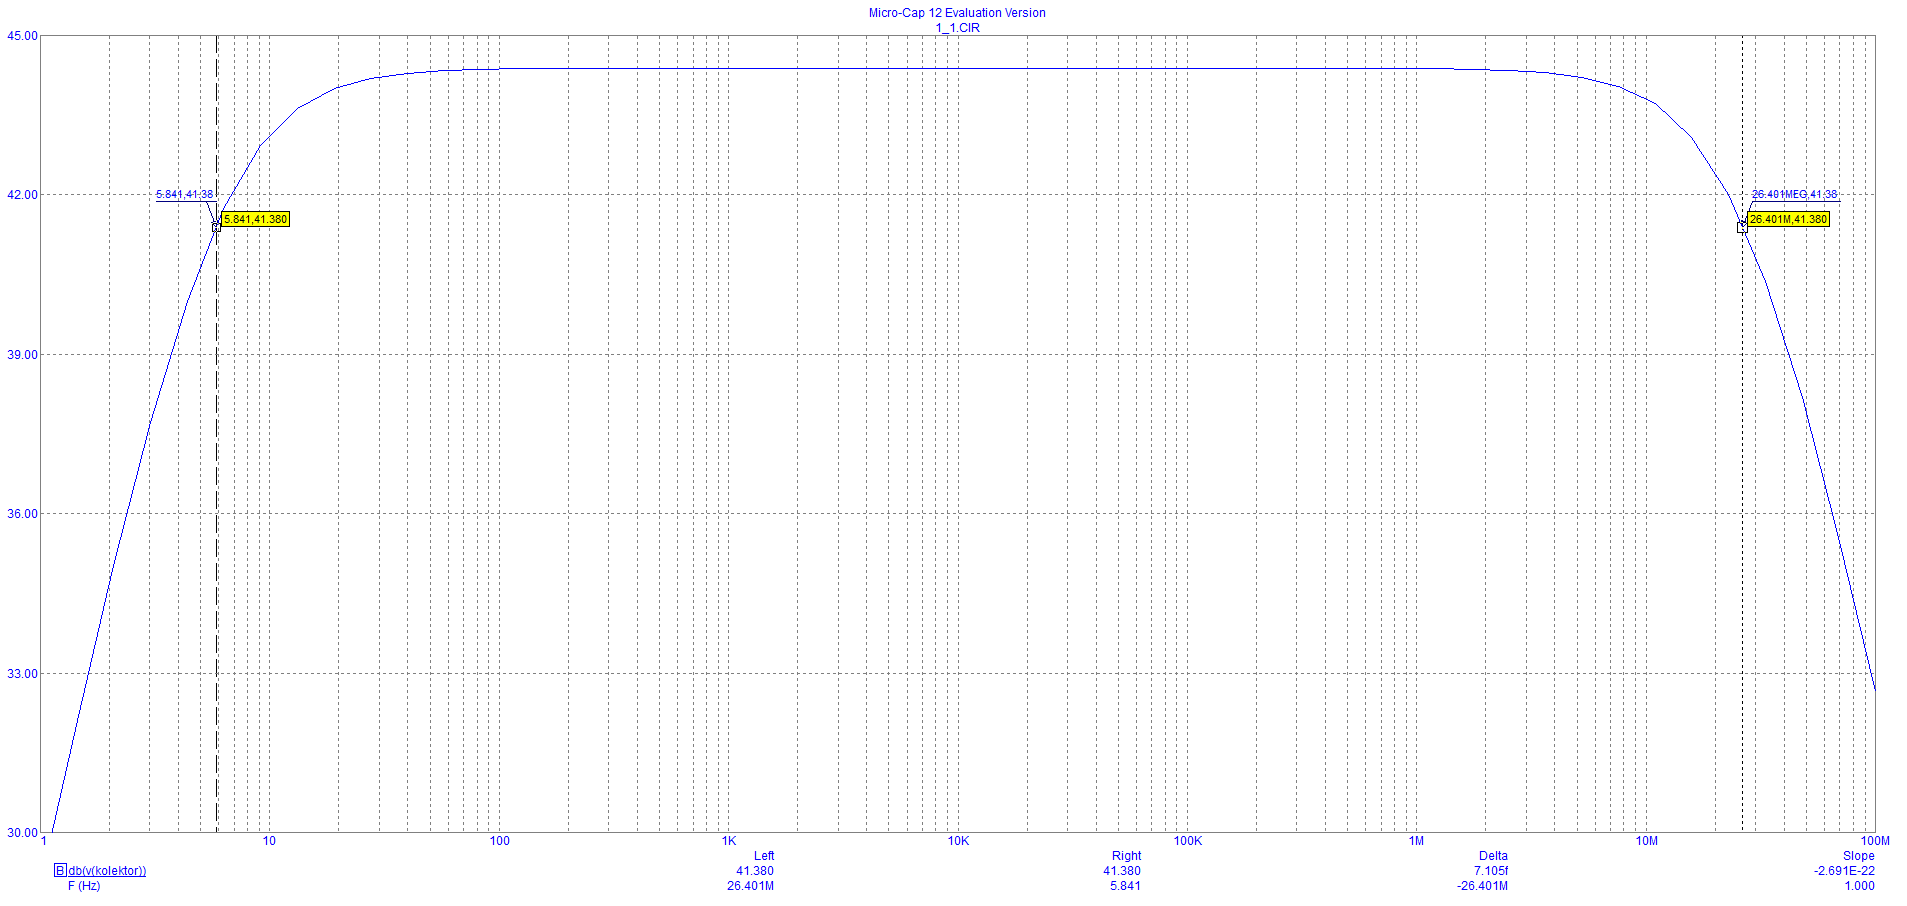 Micro-Cap 12 Evaluation Version
1_1.CIR
45.00
42.00
39.00
36.00
33.00
30.00
5.841,41.38
5.841,41.380
26.401MEG,41.38
26.401M,41.380
1 10 100 1K 10K 100K 1M 10M 100M
Left Right Delta Slope
B db(v(kolektor)) 41.380 41.380 7.105f -2.691E-22
F (Hz) 26.401M 5.841 -26.401M 1.000